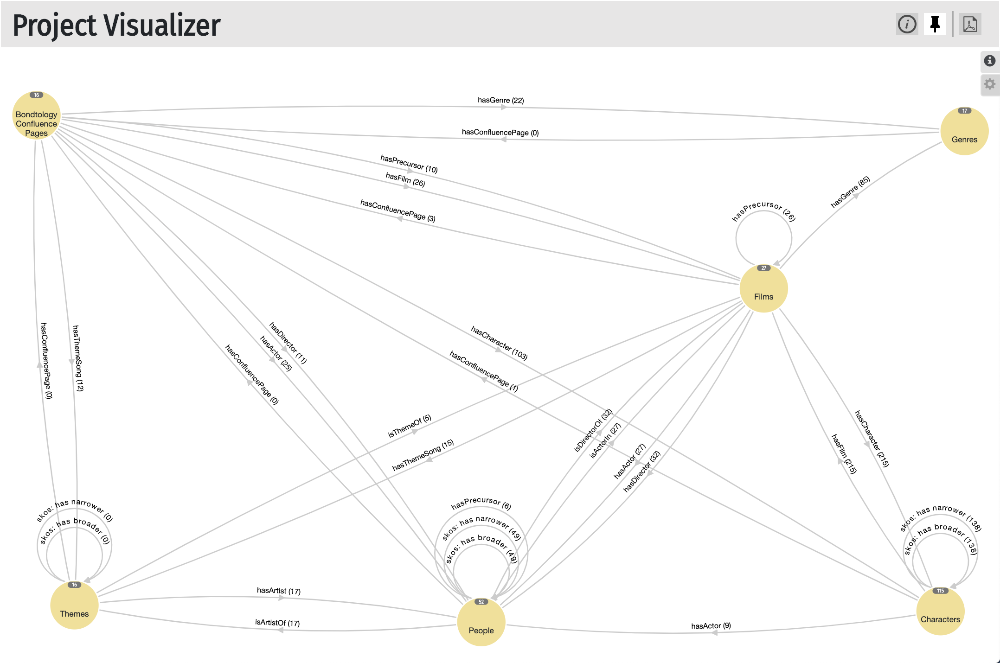 Project Visualizer
16
Bondtology
Confluence
Pages
hasGenre (22)
17
Genres
hasConfluencePage (0)
hasPrecursor (10)
hasFilm (26)
hasConfluencePage (3)
hasGenre (85)
hasPrecursor (26)
27
Films
hasConfluencePage (0)
hasThemeSong (12)
hasDirector (11)
hasActor (25)
hasConfluencePage (0)
hasCharacter (103)
hasConfluencePage (1)
isThemeOf (5)
hasThemeSong (15)
isDirectorOf (32)
isActorIn (27)
hasActor (27)
hasDirector (32)
hasCharacter (215)
hasFilm (215)
skos: has narrower (0)
skos: has broader (0)
hasPrecursor (6)
skos: has narrower (49)
skos: has broader (49)
skos: has narrower (138)
skos: has broader (138)
16
Themes
hasArtist (17)
isArtistOf (17)
52
People
hasActor (9)
115
Characters